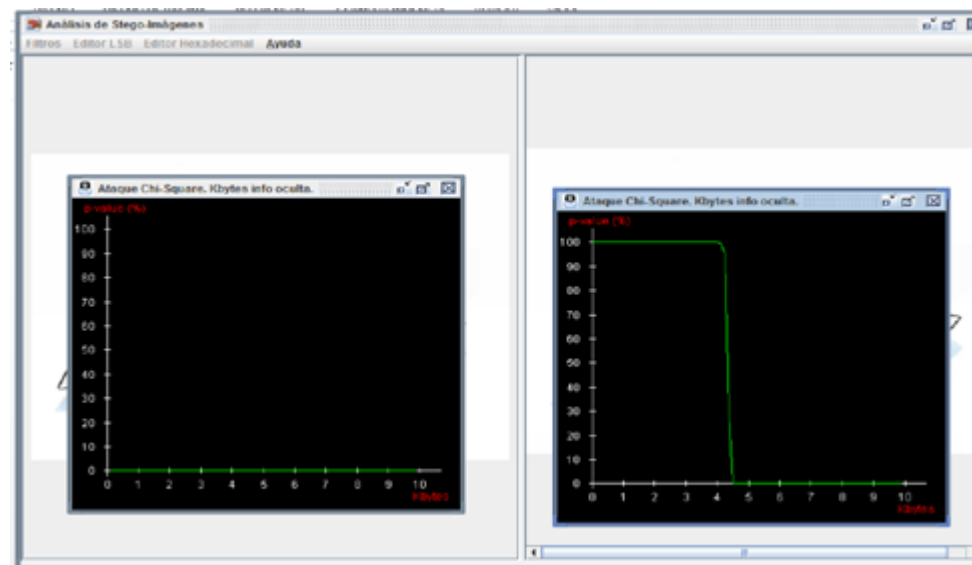 Análisis de Stego-Imágenes
Filtros Editor LSB Editor Hexadecimal Ayuda
Ataque Chi-Square. Kbytes info oculta.
p-value (%)
100
90
80
70
60
50
40
30
20
10
0
0 1 2 3 4 5 6 7 8 9 10
Kbytes
Ataque Chi-Square. Kbytes info oculta.
p-value (%)
100
90
80
70
60
50
40
30
20
10
0
0 1 2 3 4 5 6 7 8 9 10
Kbytes